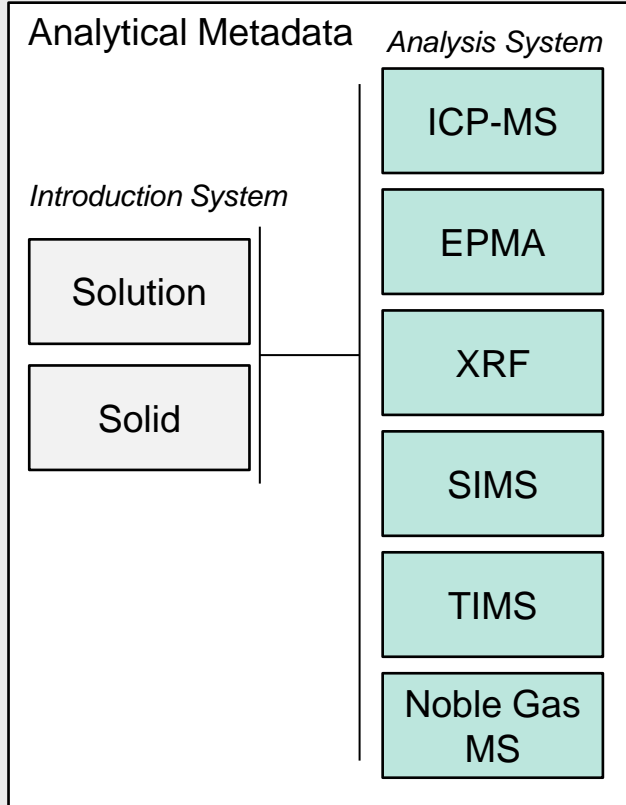 Analytical Metadata
Analysis System
ICP-MS
Introduction System
EPMA
Solution
XRF
Solid
SIMS
TIMS
Noble Gas
MS